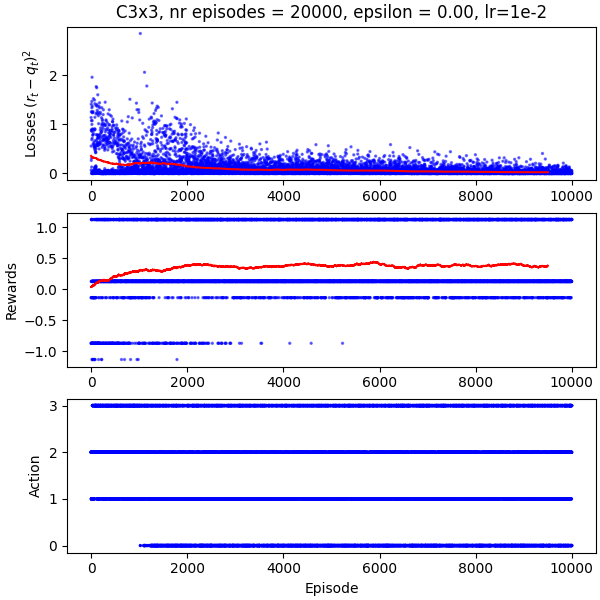 C3x3, nr episodes = 20000, epsilon = 0.00, lr=1e-2
Losses $(r_t - q_t)^2$
2
1
0
0 2000 4000 6000 8000 10000
Rewards
1.0
0.5
0.0
−0.5
−1.0
0 2000 4000 6000 8000 10000
Action
3
2
1
0
0 2000 4000 6000 8000 10000
Episode